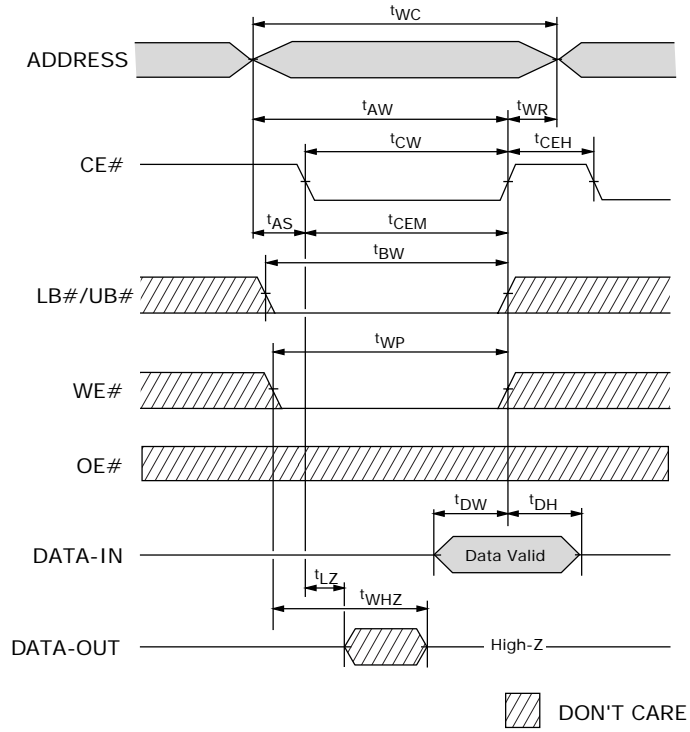 tWC
ADDRESS
tAW
tWR
tCW
tCEH
CE#
tAS
tCEM
tBW
LB#/UB#
tWP
WE#
OE#
tDW
tDH
DATA-IN
Data Valid
tLZ
tWHZ
DATA-OUT
High-Z
DON'T CARE